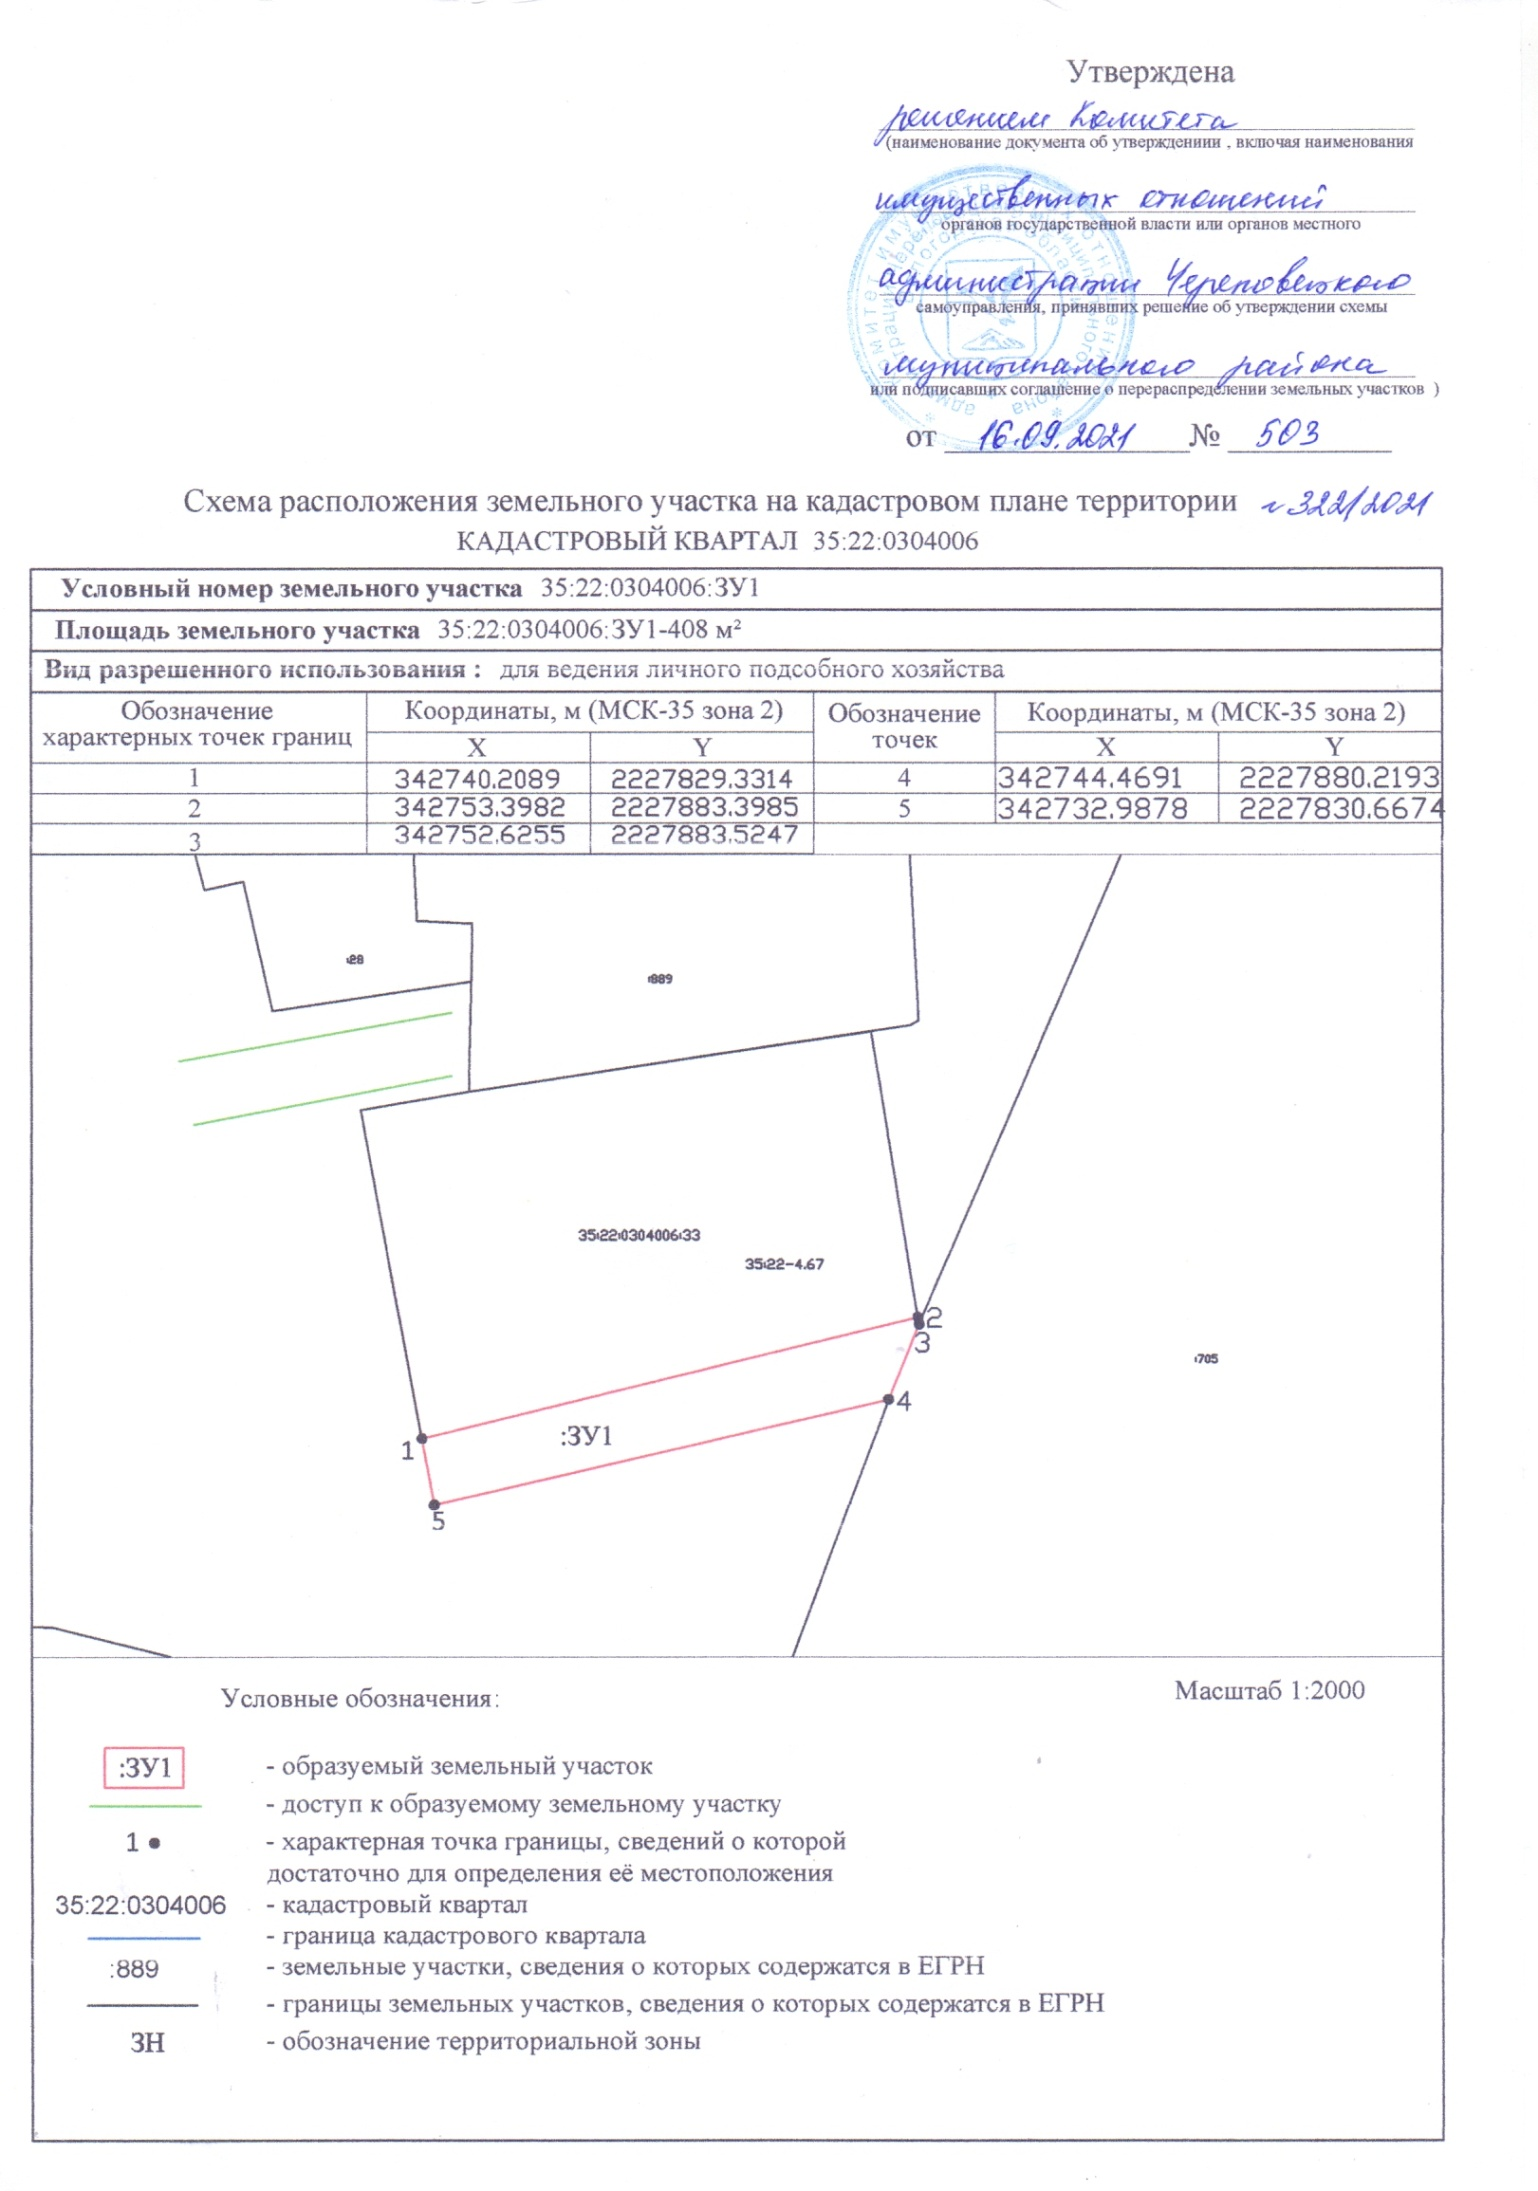 Утверждена
решением Комитета
(наименование документа об утверждениии , включая наименования
имущественных отношений
органов государственной власти или органов местного
администрации Череповецкого
самоуправления, принявших решение об утверждении схемы
муниципального района
или подписавших соглашение о перераспределении земельных участков )
от 16.09.2021 № 503
Схема расположения земельного участка на кадастровом плане территории 322/2021
КАДАСТРОВЫЙ КВАРТАЛ 35:22:0304006
Условный номер земельного участка 35:22:0304006:ЗУ1
Площадь земельного участка 35:22:0304006:ЗУ1-408 м²
Вид разрешенного использования : для ведения личного подсобного хозяйства
Обозначение характерных точек границ Координаты, м (МСК-35 зона 2) Обозначение точек Координаты, м (МСК-35 зона 2)
X Y X Y
1 342740.2089 2227829.3314 4 342744.4691 2227880.2193
2 342753.3982 2227883.3985 5 342732.9878 2227830.6674
3 342752.6255 2227883.5247
:28
:889
35:22:0304006:33
35:22-4.67
2
3
:705
4
:ЗУ1
1
5
Условные обозначения:
Масштаб 1:2000
:ЗУ1 - образуемый земельный участок
- доступ к образуемому земельному участку
1 - характерная точка границы, сведений о которой
достаточно для определения её местоположения
35:22:0304006 - кадастровый квартал
- граница кадастрового квартала
:889 - земельные участки, сведения о которых содержатся в ЕГРН
- границы земельных участков, сведения о которых содержатся в ЕГРН
ЗН - обозначение территориальной зоны